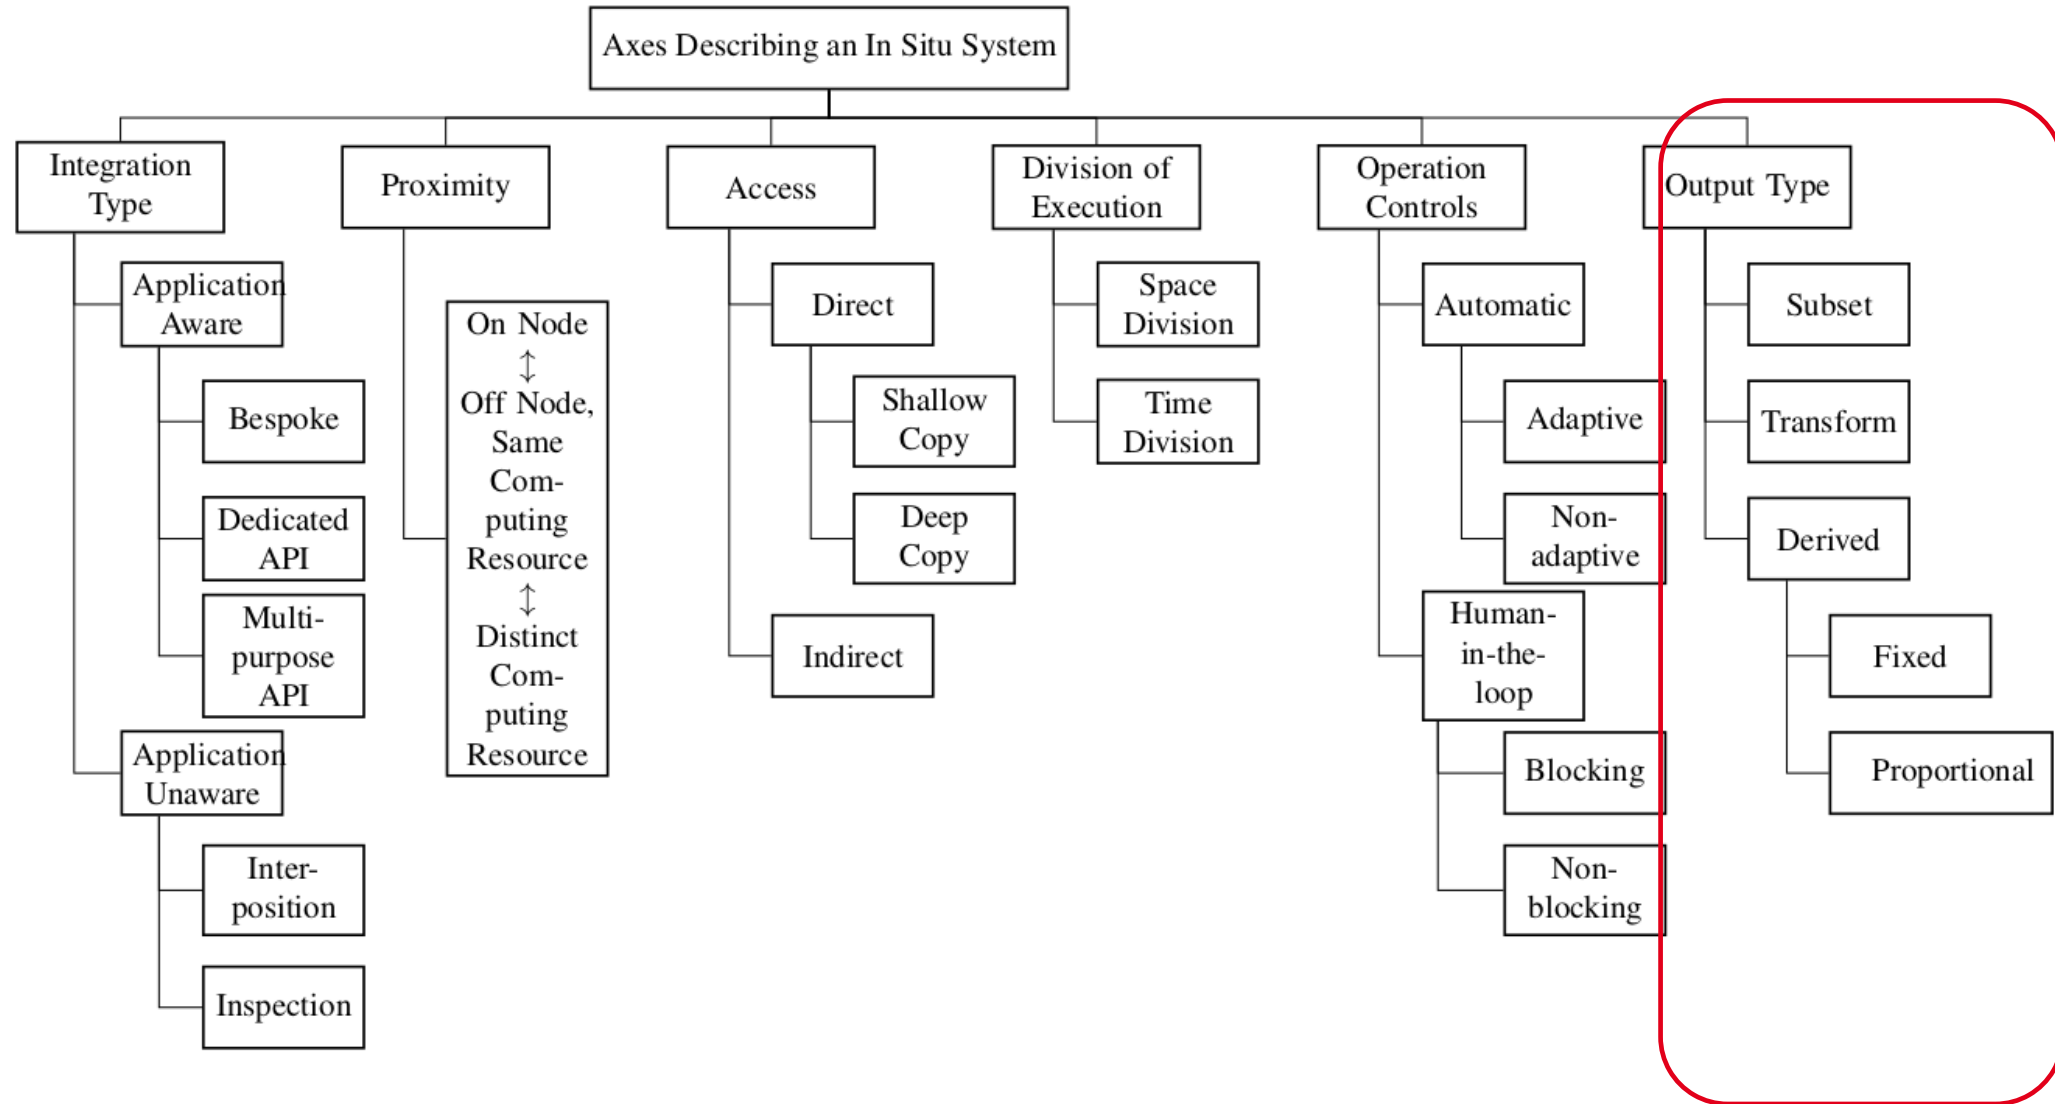 Axes Describing an In Situ System
Integration
Type
Application
Aware
Bespoke
Dedicated
API
Multi-
purpose
API
Application
Unaware
Inter-
position
Inspection
Proximity
On Node
↕
Off Node,
Same
Com-
puting
Resource
↕
Distinct
Com-
puting
Resource
Access
Direct
Shallow
Copy
Deep
Copy
Indirect
Division of
Execution
Space
Division
Time
Division
Operation
Controls
Automatic
Adaptive
Non-
adaptive
Human-
in-the-
loop
Blocking
Non-
blocking
Output Type
Subset
Transform
Derived
Fixed
Proportional